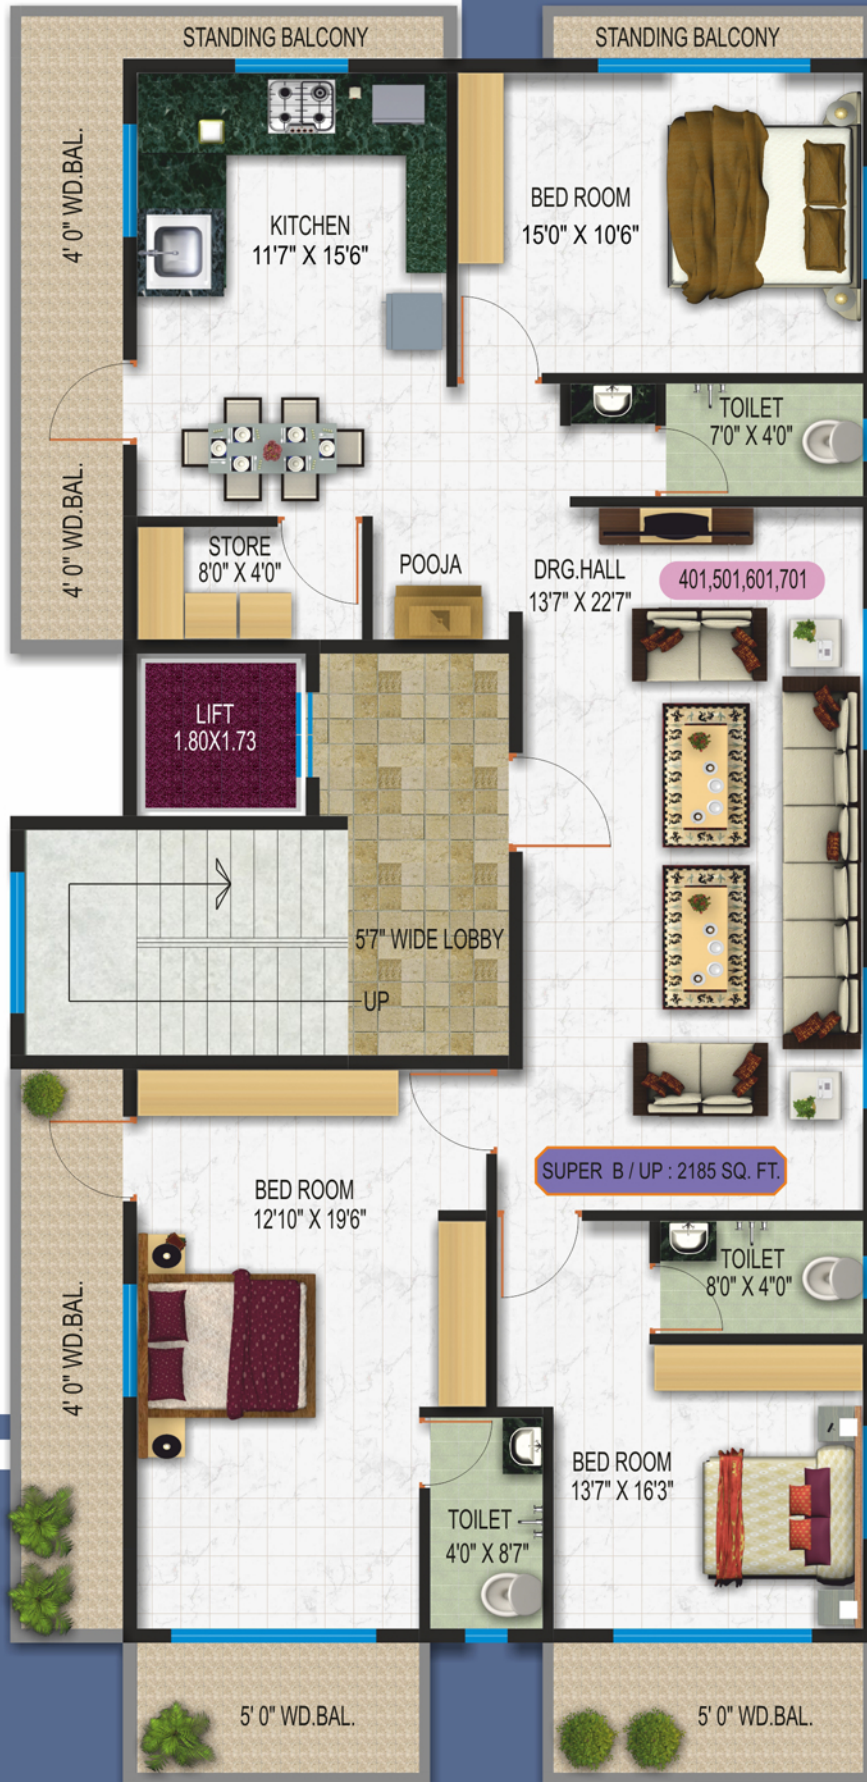 STANDING BALCONY
STANDING BALCONY
4' 0" WD.BAL.
KITCHEN
11'7" X 15'6"
BED ROOM
15'0" X 10'6"
TOILET
7'0" X 4'0"
4' 0" WD.BAL.
STORE
8'0" X 4'0"
POOJA
DRG.HALL
13'7" X 22'7"
401,501,601,701
LIFT
1.80X1.73
5'7" WIDE LOBBY
UP
SUPER B / UP : 2185 SQ. FT.
BED ROOM
12'10" X 19'6"
TOILET
8'0" X 4'0"
4' 0" WD.BAL.
BED ROOM
13'7" X 16'3"
TOILET
4'0" X 8'7"
5' 0" WD.BAL.
5' 0" WD.BAL.